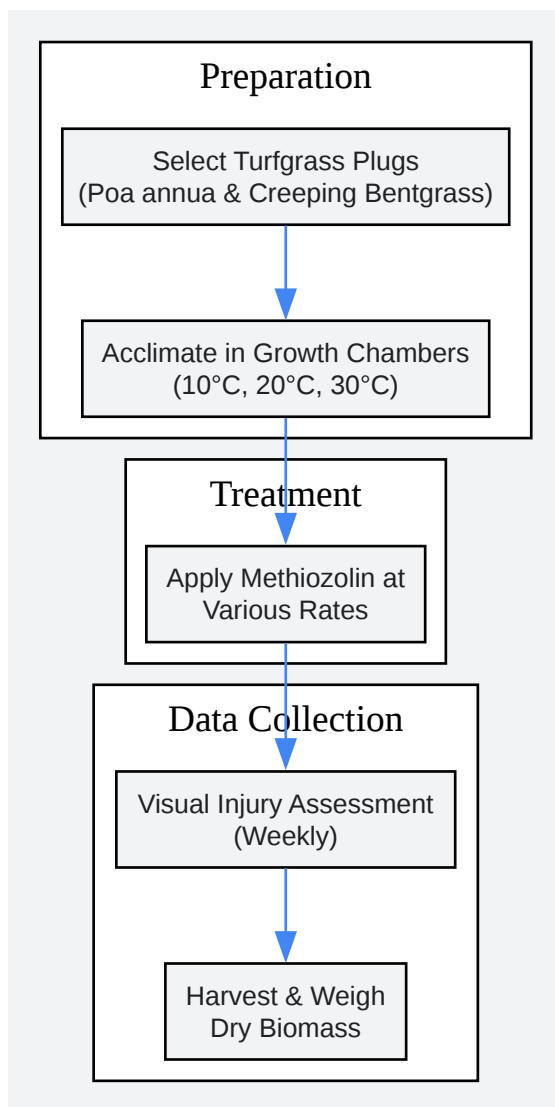 Preparation
Select Turfgrass Plugs
(Poa annua & Creeping Bentgrass)
Acclimate in Growth Chambers
(10°C, 20°C, 30°C)
Treatment
Apply Methiozolin at
Various Rates
Data Collection
Visual Injury Assessment
(Weekly)
Harvest & Weigh
Dry Biomass